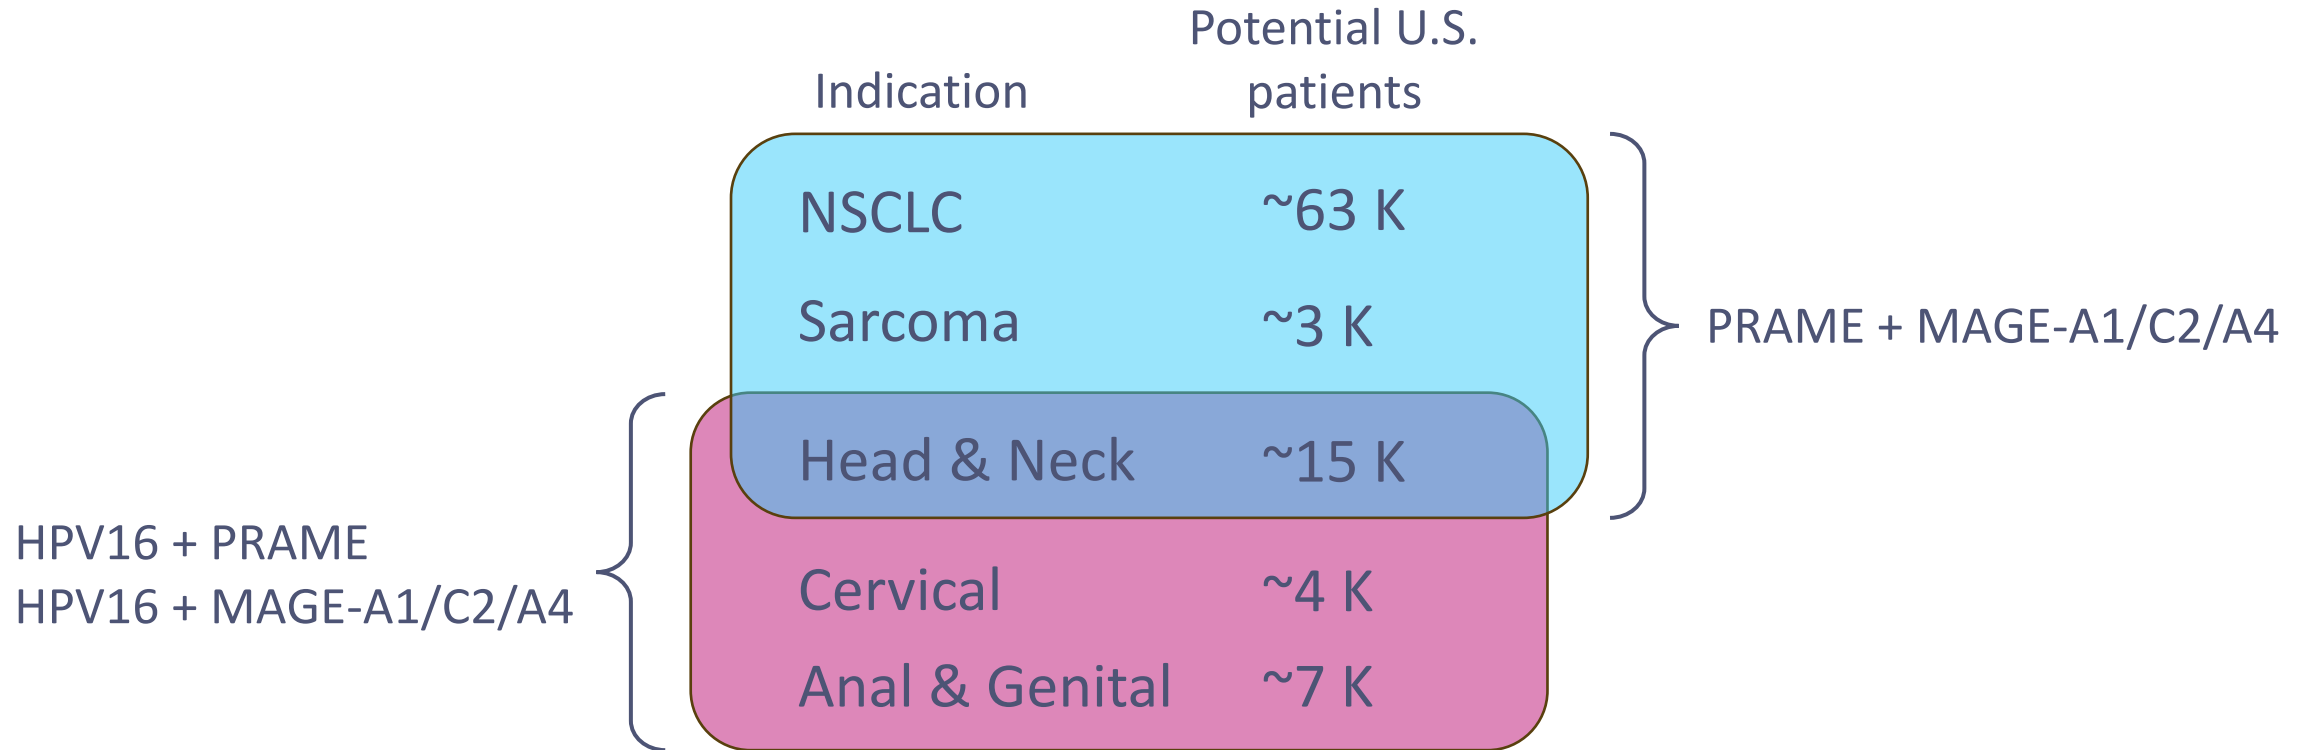 Potential U.S.
Indication patients
NSCLC ~63 K
Sarcoma ~3 K
PRAME + MAGE-A1/C2/A4
Head & Neck ~15 K
HPV16 + PRAME
HPV16 + MAGE-A1/C2/A4
Cervical ~4 K
Anal & Genital ~7 K